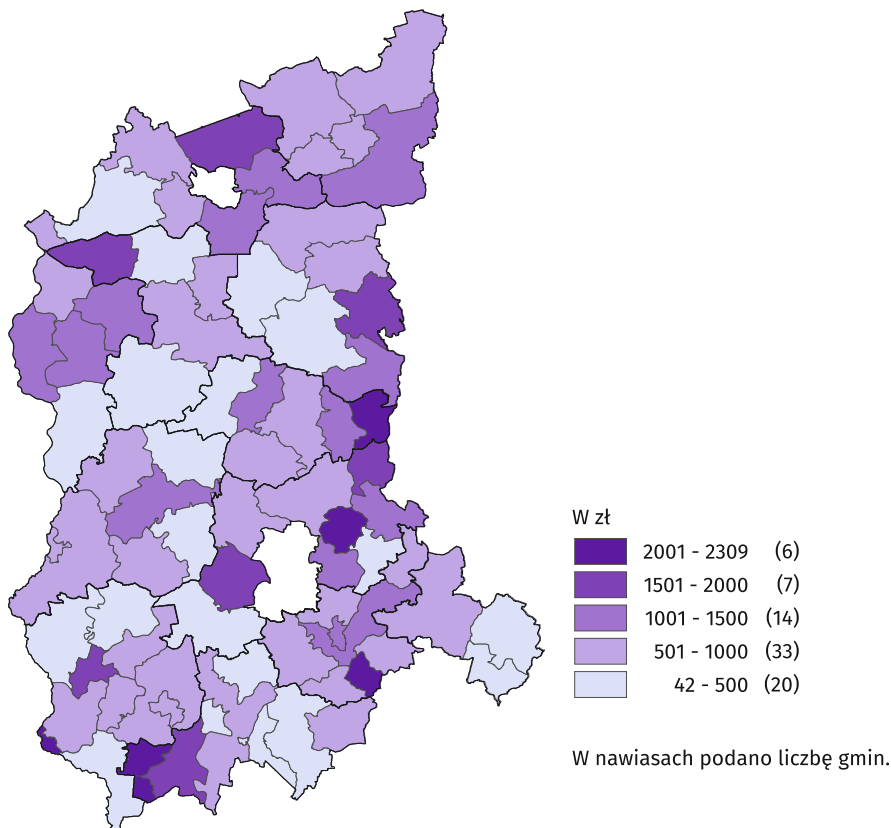 W zł
2001 - 2309 (6)
1501 - 2000 (7)
1001 - 1500 (14)
501 - 1000 (33)
42 - 500 (20)
W nawiasach podano liczbę gmin.